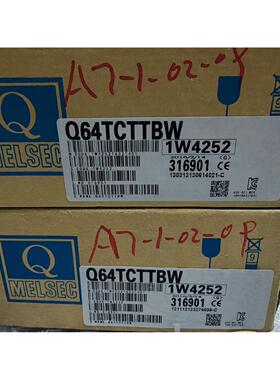 A7-1-02-08
Q64TCTTBW
1W4252
316901
Q
MELSEC
A7-1-02-08
Q64TCTTBW
1W4252
316901
Q
MELSEC